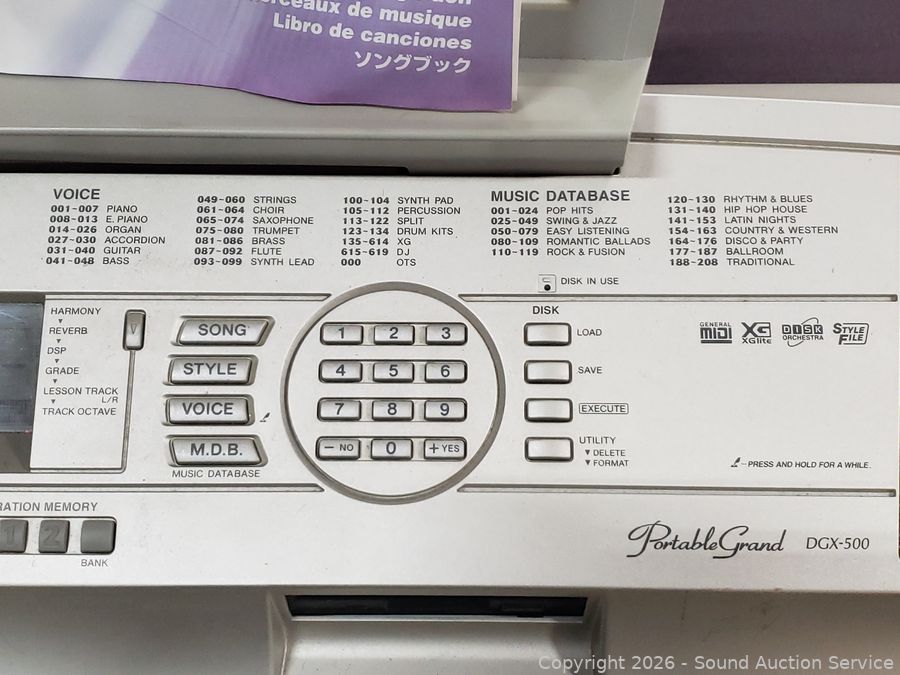 morceaux de musique
Libro de canciones
ソングブック
VOICE
001~007 PIANO
008~013 E. PIANO
014~026 ORGAN
027~030 ACCORDION
031~040 GUITAR
041~048 BASS
049~060 STRINGS
061~064 CHOIR
065~074 SAXOPHONE
075~080 TRUMPET
081~086 BRASS
087~092 FLUTE
093~099 SYNTH LEAD
100~104 SYNTH PAD
105~112 PERCUSSION
113~122 SPLIT
123~134 DRUM KITS
135~614 XG
615~619 DJ
000 OTS
MUSIC DATABASE
001~024 POP HITS
025~049 SWING & JAZZ
050~079 EASY LISTENING
080~109 ROMANTIC BALLADS
110~119 ROCK & FUSION
120~130 RHYTHM & BLUES
131~140 HIP HOP HOUSE
141~153 LATIN NIGHTS
154~163 COUNTRY & WESTERN
164~176 DISCO & PARTY
177~187 BALLROOM
188~208 TRADITIONAL
DISK IN USE
HARMONY
REVERB
DSP
GRADE
LESSON TRACK
L/R
TRACK OCTAVE
SONG
STYLE
VOICE
M.D.B.
MUSIC DATABASE
1 2 3
4 5 6
7 8 9
− NO 0 + YES
DISK
LOAD
SAVE
EXECUTE
UTILITY
▼ DELETE
▼ FORMAT
GENERAL MIDI
XG XGlite
DISK ORCHESTRA
STYLE FILE
–PRESS AND HOLD FOR A WHILE.
RATION MEMORY
1 2
BANK
PortableGrand DGX-500
Copyright 2026 - Sound Auction Service